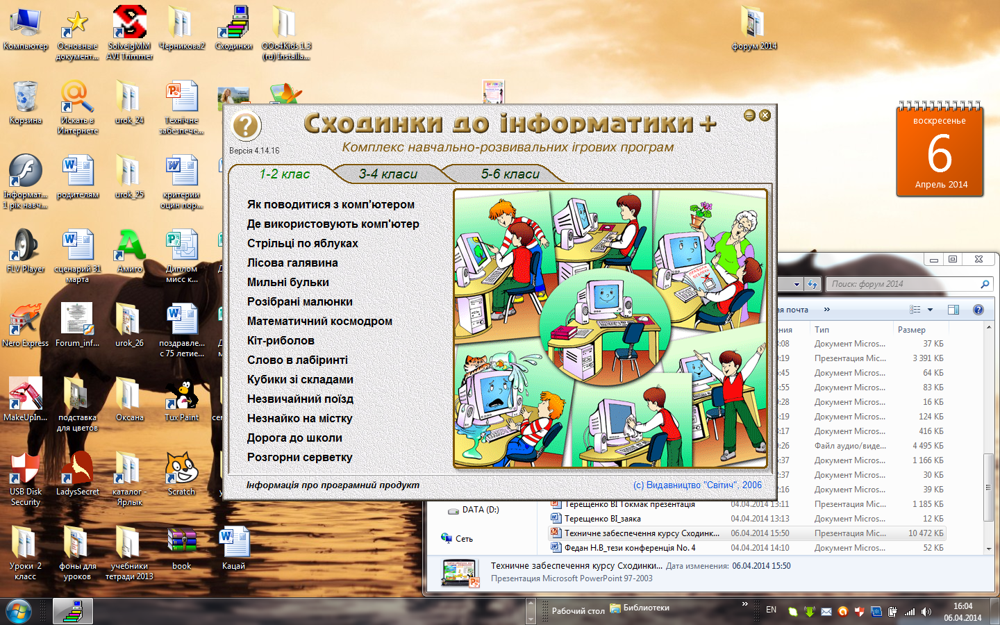 Компьютер
Основные
документ...
SolveigMM
AVI Trimmer
Черникова2
Сходинки
OOo4Kids 1.3
(ru) Installa...
форум 2014
Корзина
Искать в
Интернете
urok_24
Технічне
забезпече...
Інформат...
1 рік навч...
родителям
urok_25
критерии
оцин пор...
FLV Player
сценарий 31
марта
Амиго
Диплом
мисс к...
Nero Express
Forum_inf...
urok_26
поздравле...
с 75 летие...
MakeUpIn...
подставка
для цветов
Оксана
Tux Paint
USB Disk
Security
LadysSecret
каталог -
Ярлык
Scratch
Уроки 2
класс
фоны для
уроков
учебники
тетради 2013
book
Кацай
Сходинки до інформатики+
Комплекс навчально-розвивальних ігрових програм
Версія 4.14.16
1-2 клас
3-4 класи
5-6 класи
Як поводитися з комп'ютером
Де використовують комп'ютер
Стрільці по яблуках
Лісова галявина
Мильні бульки
Розібрані малюнки
Математичний космодром
Кіт-риболов
Слово в лабіринті
Кубики зі складами
Незвичайний поїзд
Незнайко на містку
Дорога до школи
Розгорни серветку
Інформація про програмний продукт
(с) Видавництво "Світич", 2006
воскресенье
6
Апрель 2014
Поиск: форум 2014
ая почта »
ения Тип Размер
:08 Документ Micros... 37 КБ
:19 Презентация Mic... 3 391 КБ
:45 Документ Micros... 64 КБ
:55 Документ Micros... 83 КБ
:28 Документ Micros... 16 КБ
:19 Документ Micros... 124 КБ
:17 Документ Micros... 416 КБ
:26 Файл аудио/виде... 4 495 КБ
:37 Документ Micros... 1 166 КБ
:37 Документ Micros... 30 КБ
:16 Документ Micros... 39 КБ
Терещенко ВІ Токмак презентація 04.04.2014 13:11 Презентация Mic... 1 185 КБ
Терещенко ВІ_заяка 04.04.2014 13:13 Документ Micros... 12 КБ
Техничне забеспечення курсу Сходинк... 06.04.2014 15:50 Презентация Mic... 10 472 КБ
Федан Н.В_тези конференція No. 4 04.04.2014 14:10 Документ Micros... 52 КБ
DATA (D:)
Сеть
Техничне забеспечення курсу Сходинки... Дата изменения: 06.04.2014 15:50
Презентация Microsoft PowerPoint 97-2003
Рабочий стол
Библиотеки
»
EN
16:04
06.04.2014